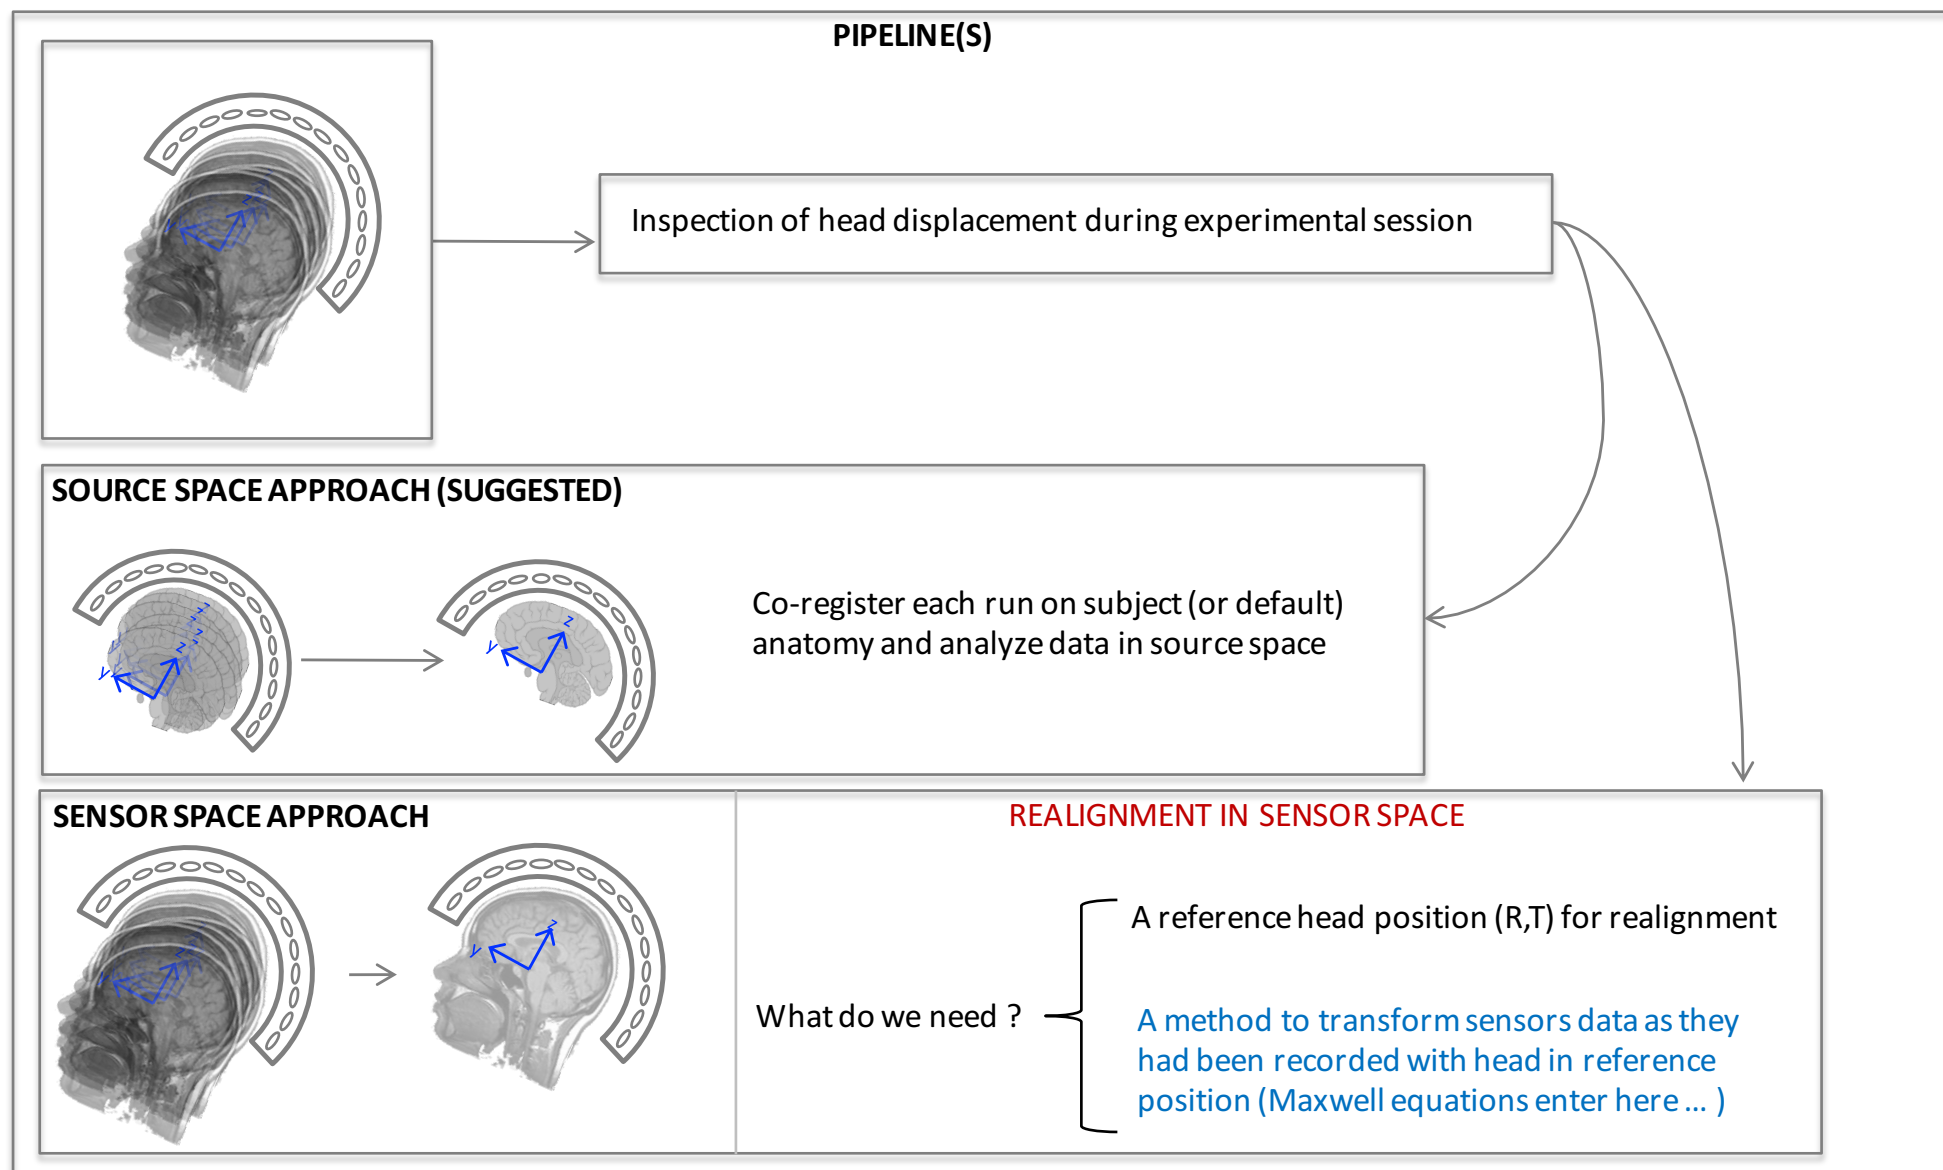 PIPELINE(S)
Inspection of head displacement during experimental session
SOURCE SPACE APPROACH (SUGGESTED)
Co-register each run on subject (or default)
anatomy and analyze data in source space
y
z
y
z
SENSOR SPACE APPROACH
REALIGNMENT IN SENSOR SPACE
y
z
A reference head position (R,T) for realignment
What do we need ?
A method to transform sensors data as they
had been recorded with head in reference
position (Maxwell equations enter here ... )